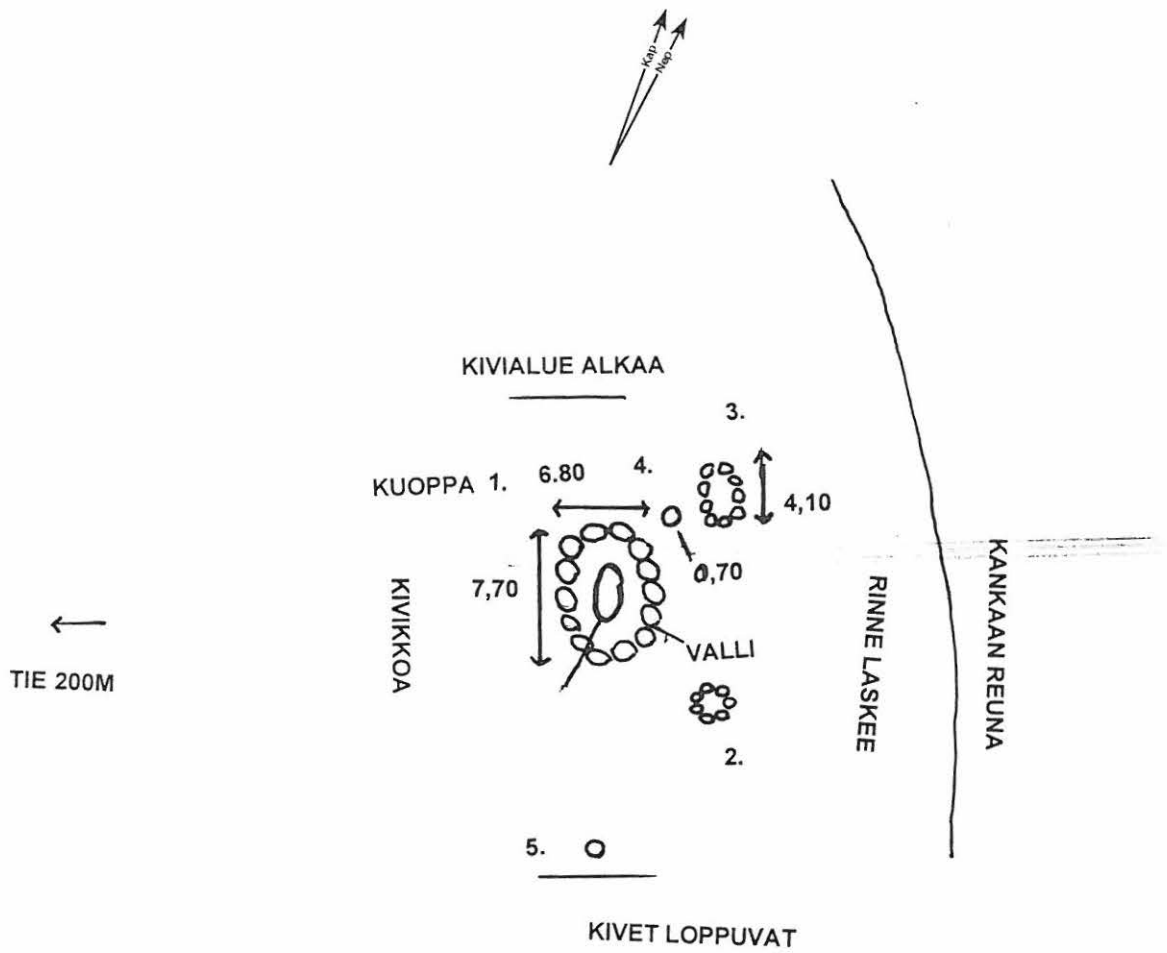 Kap
Nep
KIVIALUE ALKAA
3.
KUOPPA 1. 6.80 4.
4,10
7,70
0,70
KIVIKKOA
VALLI
RINNE LASKEE
KANKAAN REUNA
TIE 200M
2.
5.
KIVET LOPPUVAT